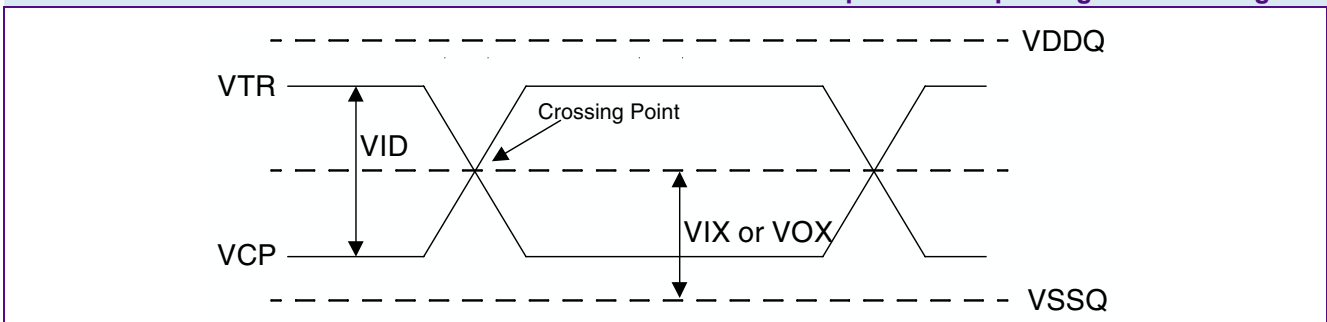 VDDQ
VTR
Crossing Point
VID
VIX or VOX
VCP
VSSQ